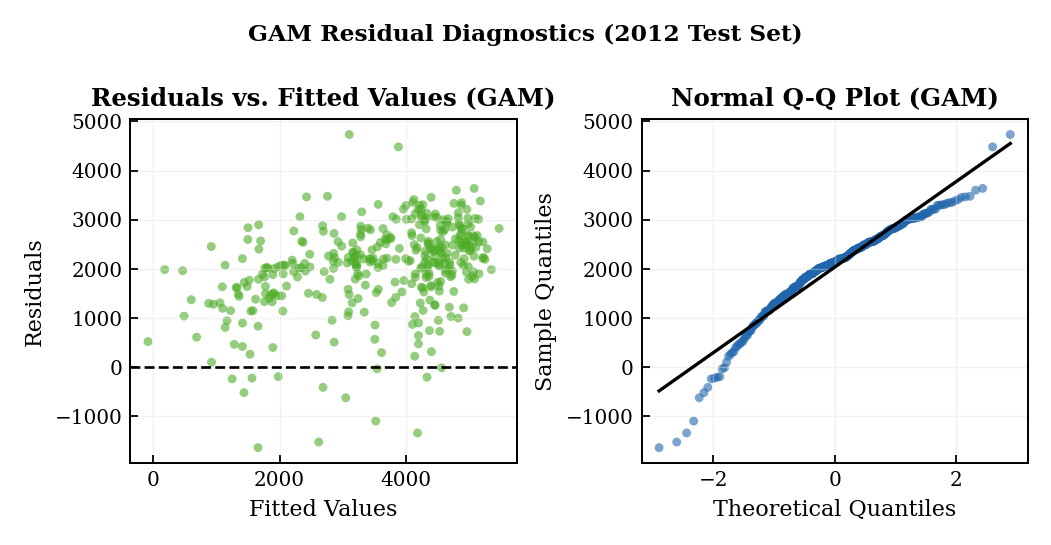 GAM Residual Diagnostics (2012 Test Set)
Residuals vs. Fitted Values (GAM)
5000
4000
3000
2000
1000
0
−1000
Residuals
0
2000
4000
Fitted Values
Normal Q-Q Plot (GAM)
5000
4000
3000
2000
1000
0
−1000
Sample Quantiles
−2
0
2
Theoretical Quantiles